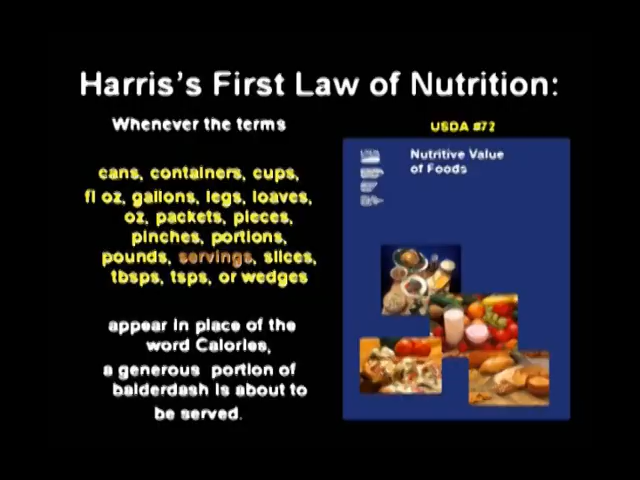 Harris's First Law of Nutrition:
Whenever the terms
cans, containers, cups,
fl oz, gallons, legs, loaves,
oz, packets, pieces,
pinches, portions,
pounds, servings, slices,
tbsps, tsps, or wedges
appear in place of the
word Calories,
a generous portion of
balderdash is about to
be served.
USDA #72
Nutritive Value
of Foods